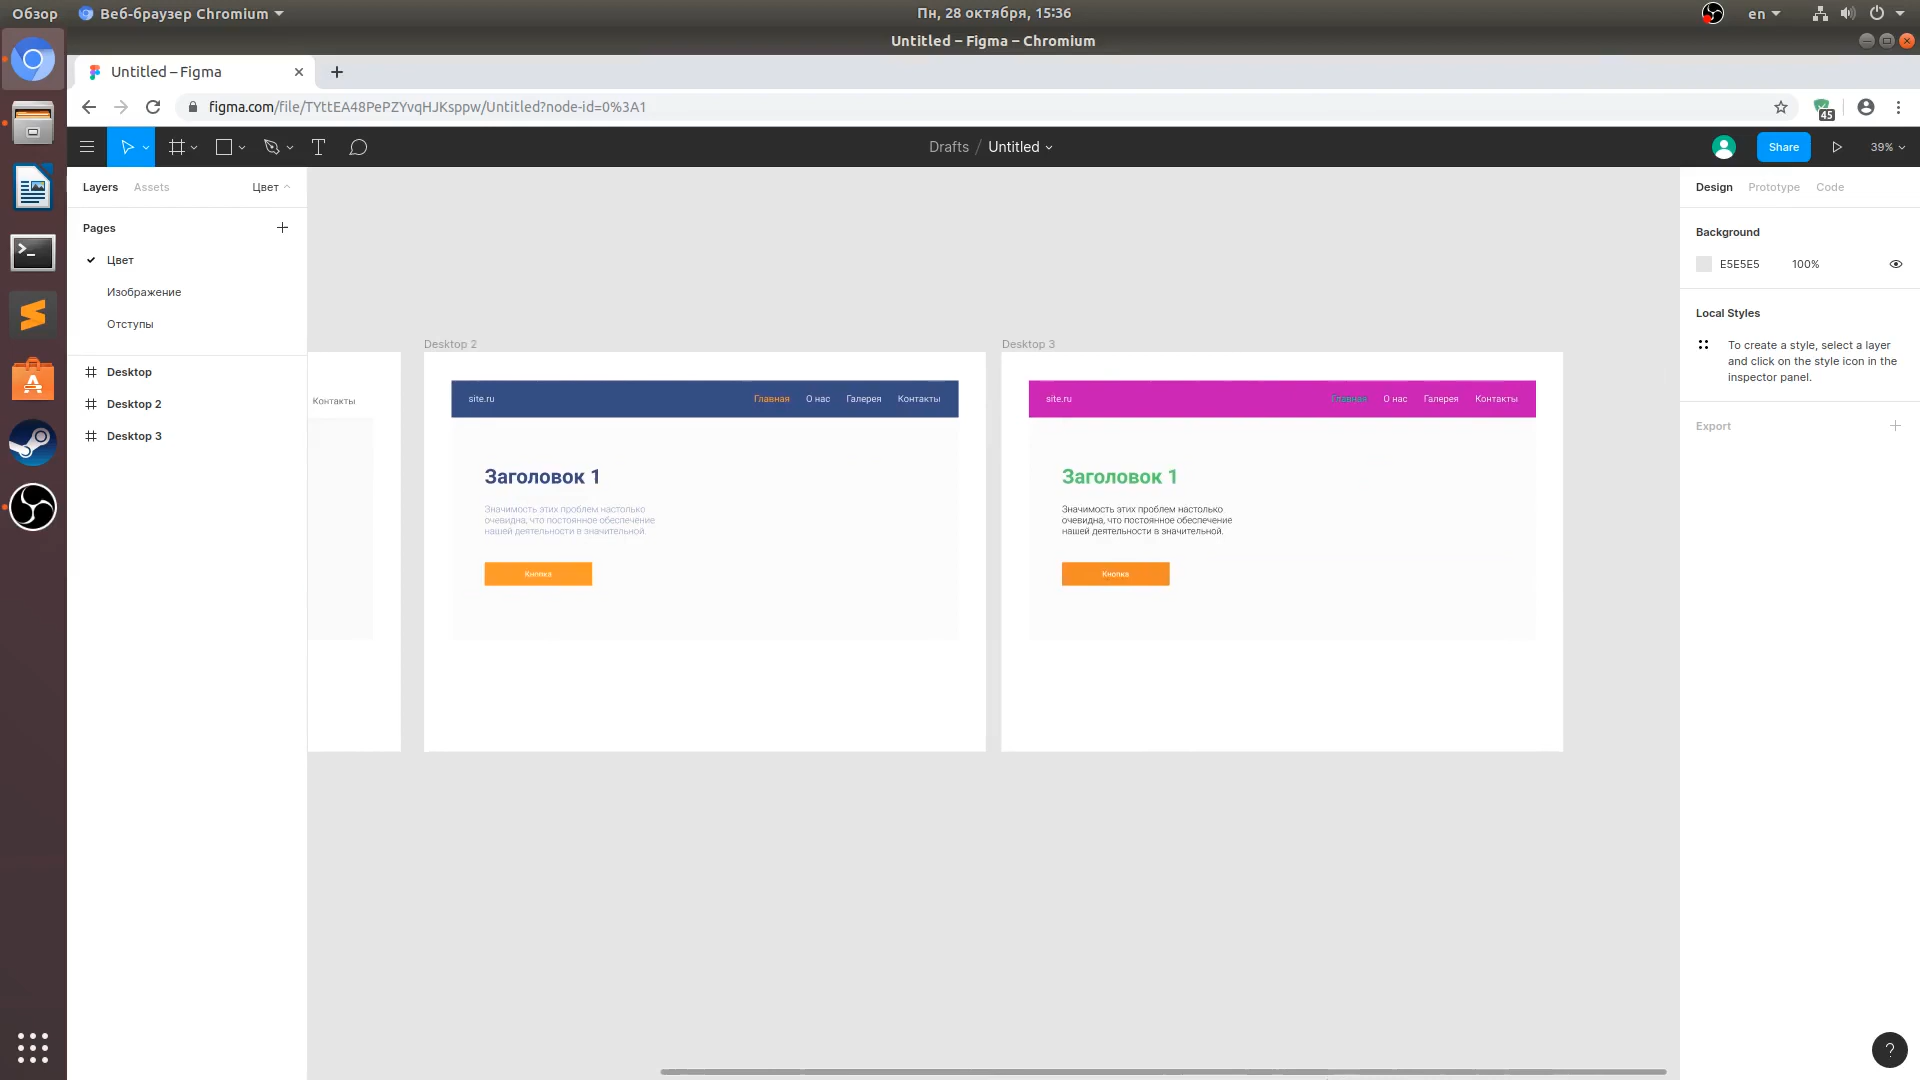 Обзор
Веб-браузер Chromium
Пн, 28 октября, 15:36
en
Untitled – Figma – Chromium
Untitled – Figma
figma.com/file/TYttEA48PePZYvqHJKsppw/Untitled?node-id=0%3A1
45
Drafts / Untitled
Share
39%
Layers
Assets
Цвет
Pages
Цвет
Изображение
Отступы
Desktop
Desktop 2
Desktop 3
Контакты
Desktop 2
site.ru
Главная
О нас
Галерея
Контакты
Заголовок 1
Значимость этих проблем настолько
очевидна, что постоянное обеспечение
нашей деятельности в значительной.
Кнопка
Desktop 3
site.ru
Главная
О нас
Галерея
Контакты
Заголовок 1
Значимость этих проблем настолько
очевидна, что постоянное обеспечение
нашей деятельности в значительной.
Кнопка
Design
Prototype
Code
Background
E5E5E5
100%
Local Styles
To create a style, select a layer
and click on the style icon in the
inspector panel.
Export
?